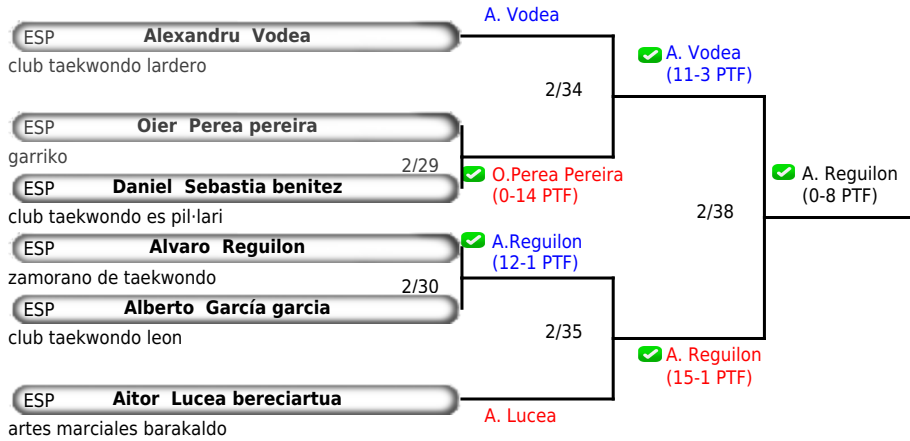 A. Vodea
ESP Alexandru Vodea
club taekwondo lardero
A. Vodea
(11-3 PTF)
2/34
ESP Oier Perea pereira
garriko
2/29
O.Perea Pereira
(0-14 PTF)
ESP Daniel Sebastia benitez
club taekwondo es pil·lari
A. Reguilon
(0-8 PTF)
2/38
ESP Alvaro Reguilon
zamorano de taekwondo
A.Reguilon
(12-1 PTF)
2/30
ESP Alberto García garcia
club taekwondo leon
2/35
A. Reguilon
(15-1 PTF)
ESP Aitor Lucea bereciartua
artes marciales barakaldo
A. Lucea